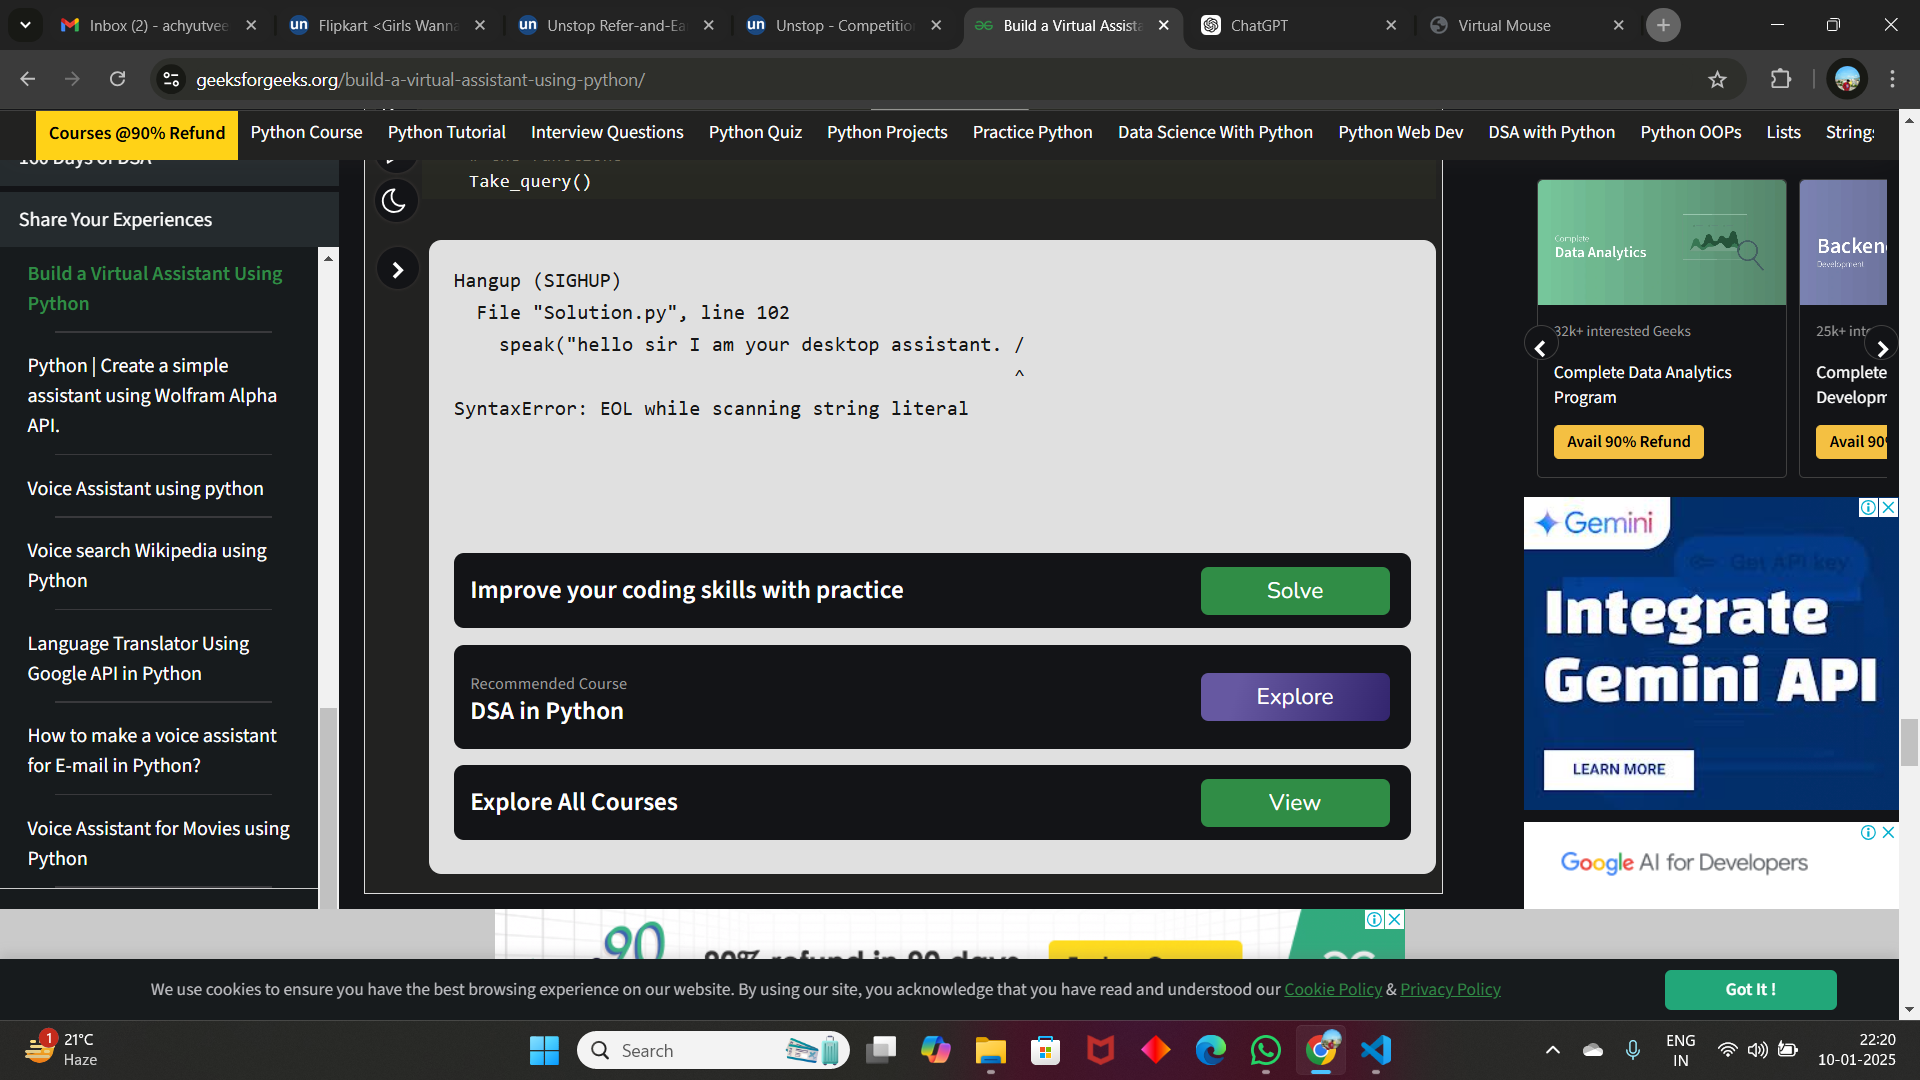 Inbox (2) - achyutvee
Flipkart <Girls Wanna
Unstop Refer-and-Ea
Unstop - Competitio
Build a Virtual Assista
ChatGPT
Virtual Mouse
geeksforgeeks.org/build-a-virtual-assistant-using-python/
Courses @90% Refund
Python Course
Python Tutorial
Interview Questions
Python Quiz
Python Projects
Practice Python
Data Science With Python
Python Web Dev
DSA with Python
Python OOPs
Lists
String
Share Your Experiences
Build a Virtual Assistant Using
Python
Python | Create a simple
assistant using Wolfram Alpha
API.
Voice Assistant using python
Voice search Wikipedia using
Python
Language Translator Using
Google API in Python
How to make a voice assistant
for E-mail in Python?
Voice Assistant for Movies using
Python
Take_query()
Hangup (SIGHUP)
File "Solution.py", line 102
speak("hello sir I am your desktop assistant. /
^
SyntaxError: EOL while scanning string literal
Improve your coding skills with practice
Solve
Recommended Course
DSA in Python
Explore
Explore All Courses
View
Complete
Data Analytics
32k+ interested Geeks
Complete Data Analytics
Program
Avail 90% Refund
Backen
Development
25k+ inte
Complete
Developm
Avail 90
Gemini
Get API key
Integrate
Gemini API
LEARN MORE
Google AI for Developers
90
90% refund in 90 days
We use cookies to ensure you have the best browsing experience on our website. By using our site, you acknowledge that you have read and understood our Cookie Policy & Privacy Policy
Got It !
1
21°C
Haze
Search
ENG
IN
22:20
10-01-2025